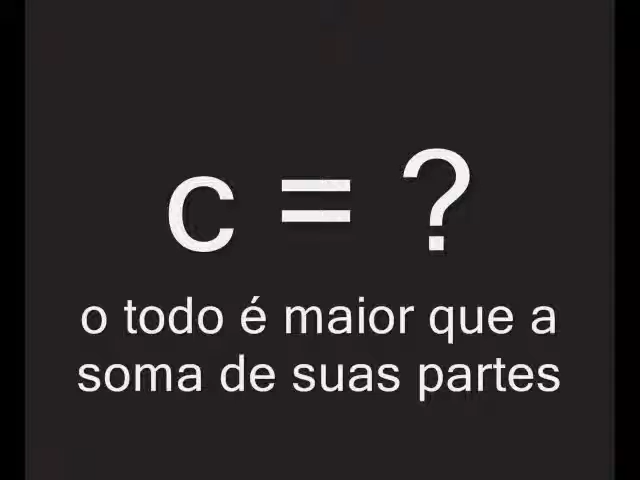 c = ?
o todo é maior que a
soma de suas partes